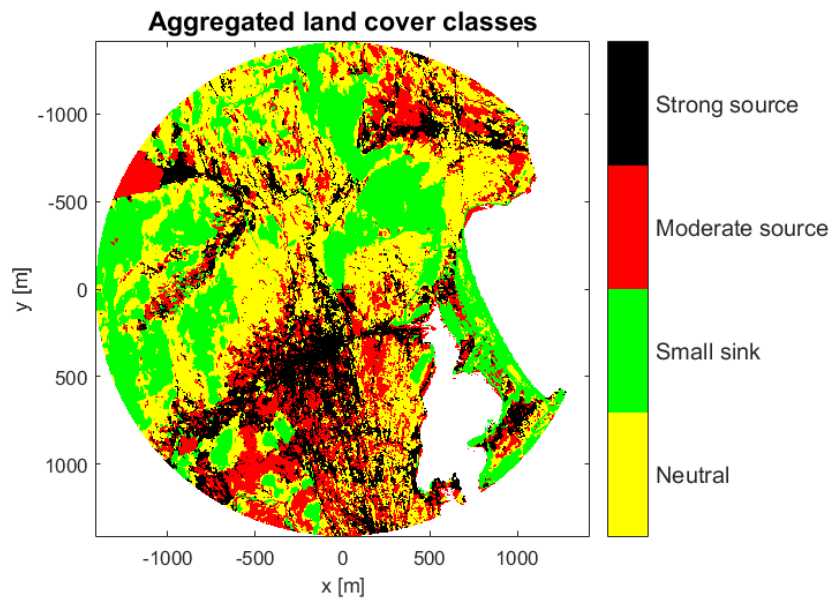 Aggregated land cover classes
-1000
-500
0
500
1000
y [m]
-1000
-500
0
500
1000
x [m]
Strong source
Moderate source
Small sink
Neutral